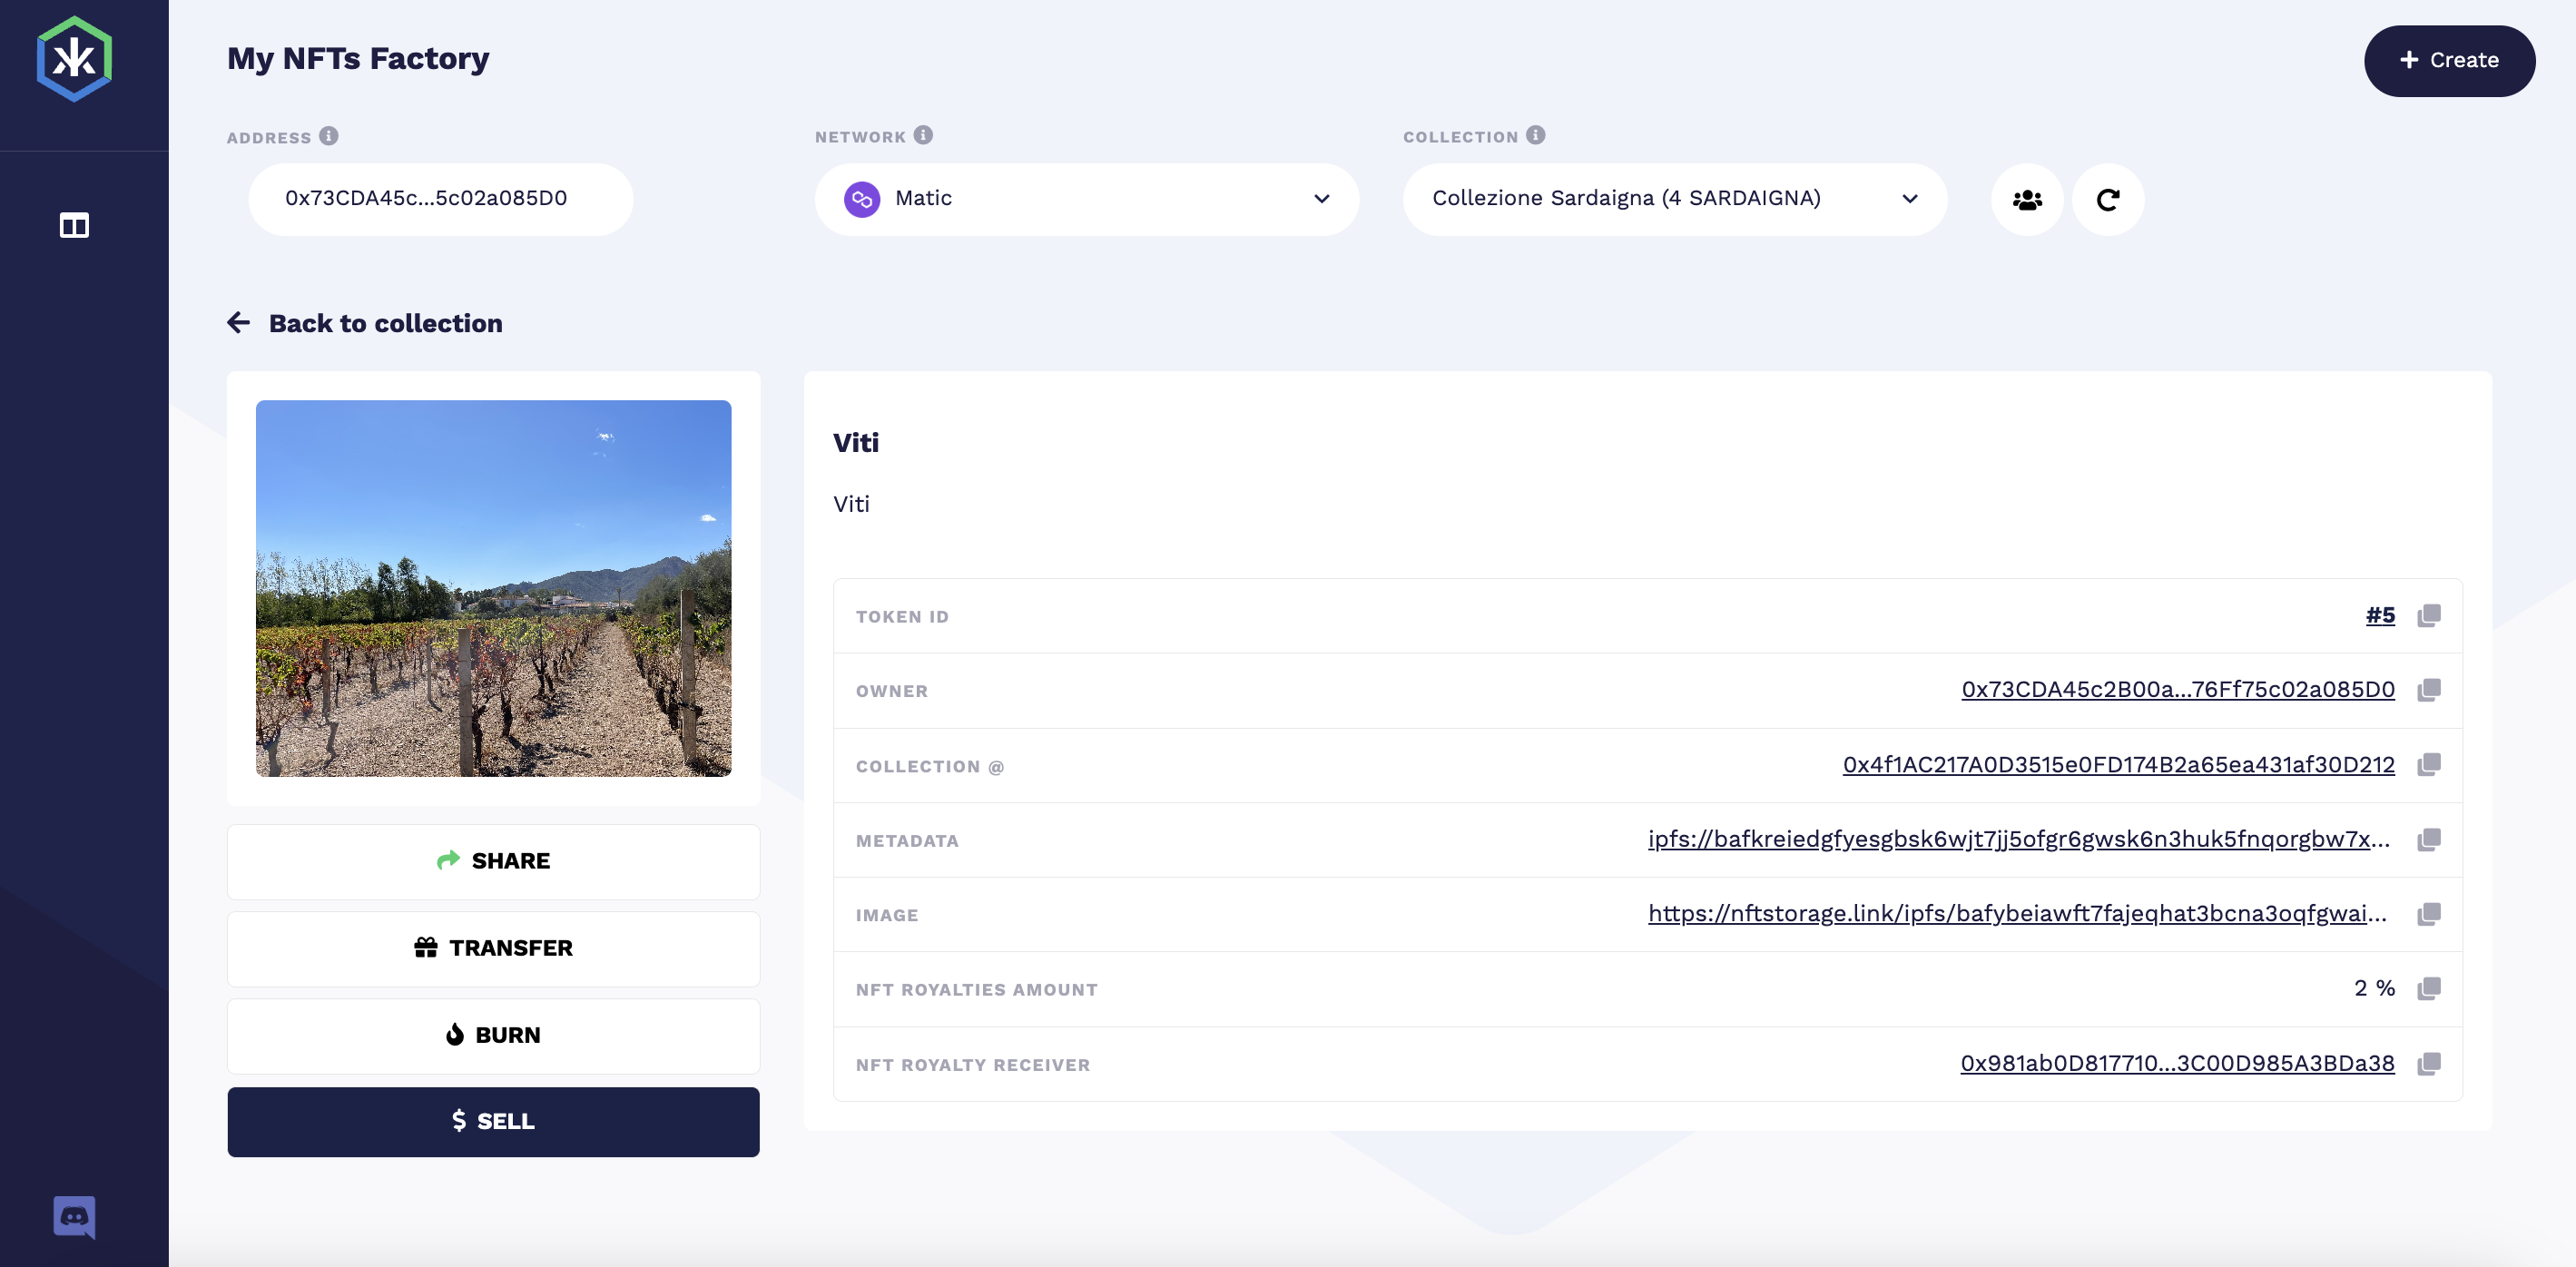 My NFTs Factory
+ Create
ADDRESS
NETWORK
COLLECTION
0x73CDA45c...5c02a085D0
Matic
Collezione Sardaigna (4 SARDAIGNA)
Back to collection
Viti
Viti
TOKEN ID
#5
OWNER
0x73CDA45c2B00a...76Ff75c02a085D0
COLLECTION @
0x4f1AC217A0D3515e0FD174B2a65ea431af30D212
METADATA
ipfs://bafkreiedgfyesgbsk6wjt7jj5ofgr6gwsk6n3huk5fnqorgbw7x...
IMAGE
https://nftstorage.link/ipfs/bafybeiawft7fajeqhat3bcna3oqfgwai...
NFT ROYALTIES AMOUNT
2 %
NFT ROYALTY RECEIVER
0x981ab0D817710...3C00D985A3BDa38
SHARE
TRANSFER
BURN
$ SELL